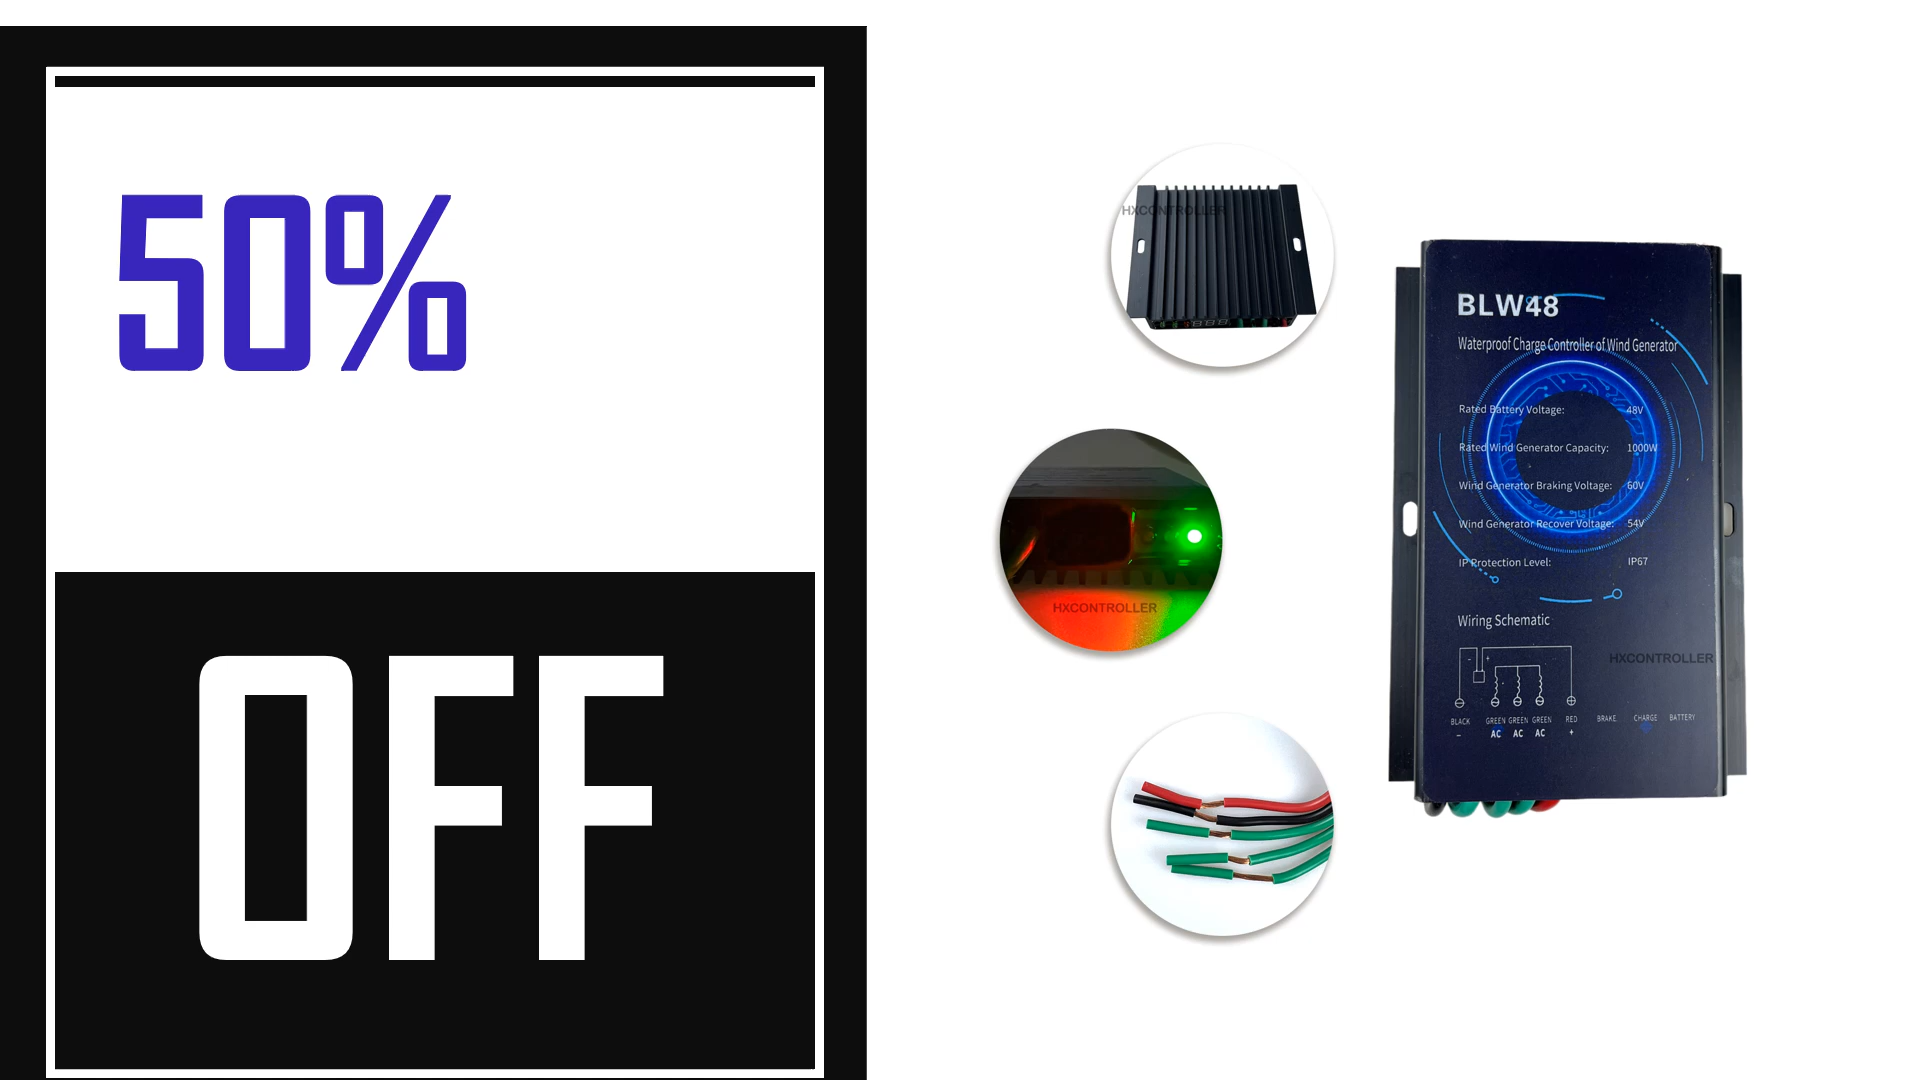 50%
OFF
HXCONTROLLER
HXCONTROLLER
BLW48
Waterproof Charge Controller of Wind Generator
Rated Battery Voltage: 48V
Rated Wind Generator Capacity: 1000W
Wind Generator Braking Voltage: 60V
Wind Generator Recover Voltage: 54V
IP Protection Level: IP67
Wiring Schematic
HXCONTROLLER
- +
BLACK GREEN GREEN GREEN RED BRAKE CHARGE BATTERY
- AC AC AC +